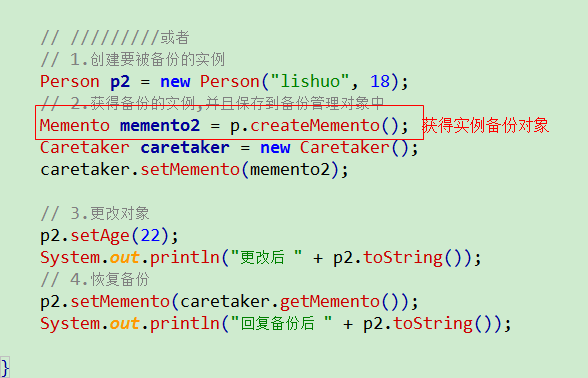 // /////////或者
// 1.创建要被备份的实例
Person p2 = new Person("lishuo", 18);
// 2.获得备份的实例,并且保存到备份管理对象中
Memento memento2 = p.createMemento(); 获得实例备份对象
Caretaker caretaker = new Caretaker();
caretaker.setMemento(memento2);
// 3.更改对象
p2.setAge(22);
System.out.println("更改后 " + p2.toString());
// 4.恢复备份
p2.setMemento(caretaker.getMemento());
System.out.println("回复备份后 " + p2.toString());
}